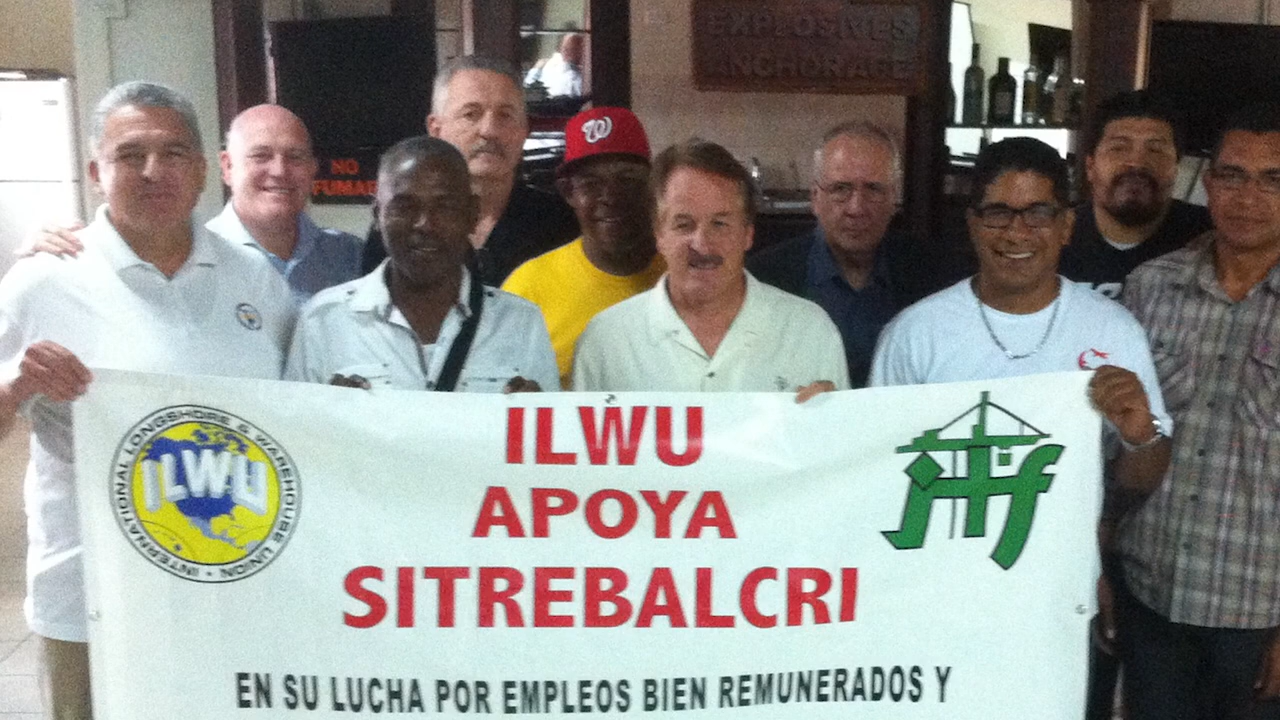 EXPLOSIVES
ANCHORAGE
NO
FUMAR
W
INTERNATIONAL LONGSHORE & WAREHOUSE UNION
ILWU
ILWU
APOYA
SITREBALCRI
EN SU LUCHA POR EMPLEOS BIEN REMUNERADOS Y
itf